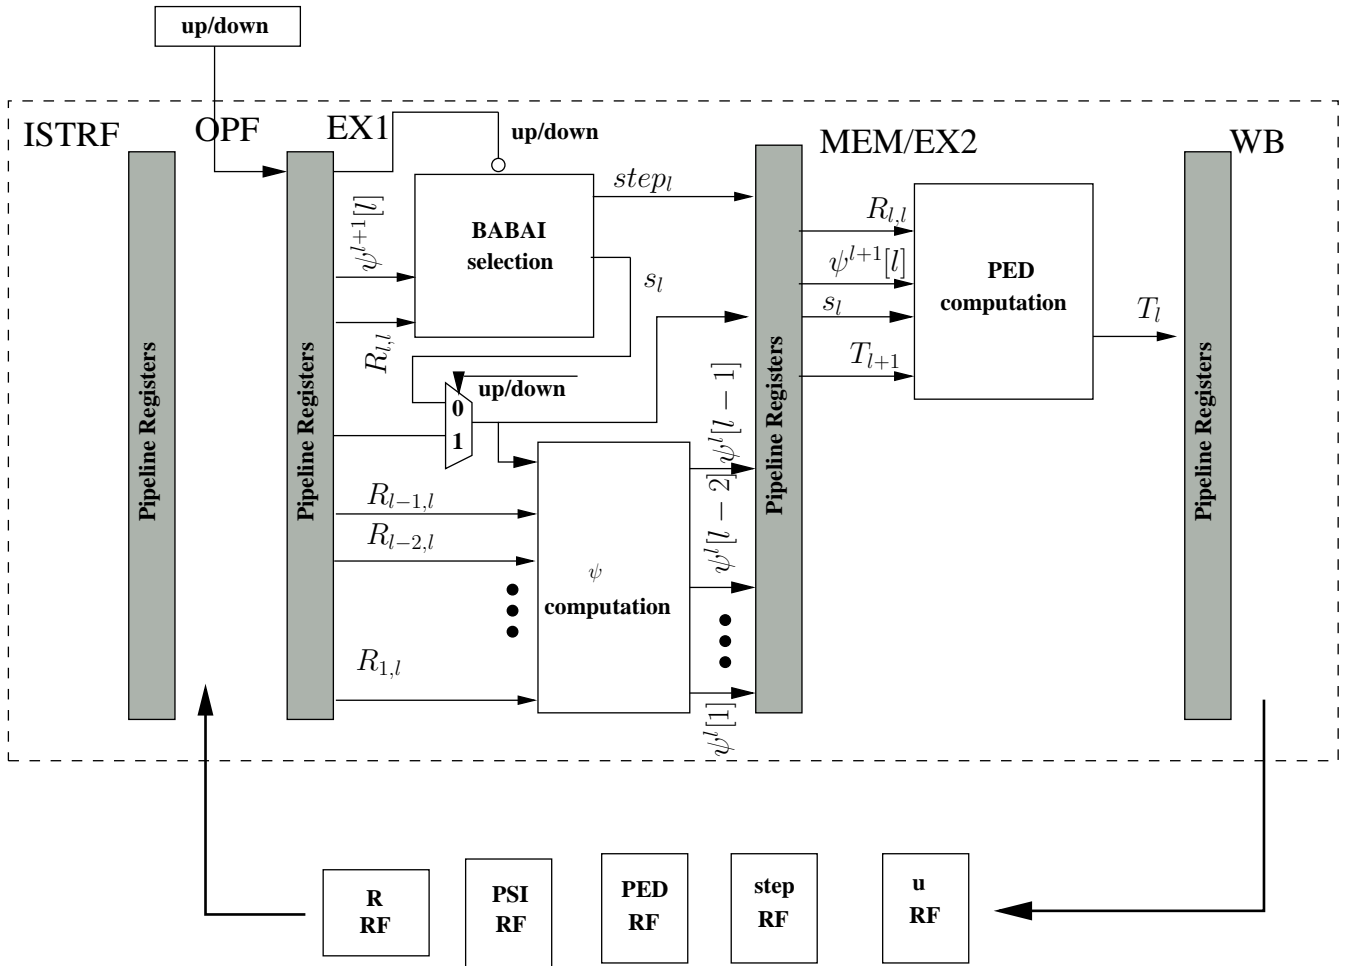 up/down
ISTRF
OPF
EX1
up/down
MEM/EX2
WB
Pipeline Registers
Pipeline Registers
ψ^{l+1}[l]
R_{l,l}
BABAI
selection
step_l
s_l
up/down
0
1
R_{l-1,l}
R_{l-2,l}
R_{1,l}
ψ
computation
ψ^l[l − 1]
ψ^l[l − 2]
ψ^l[1]
Pipeline Registers
R_{l,l}
ψ^{l+1}[l]
s_l
T_{l+1}
PED
computation
T_l
Pipeline Registers
R
RF
PSI
RF
PED
RF
step
RF
u
RF